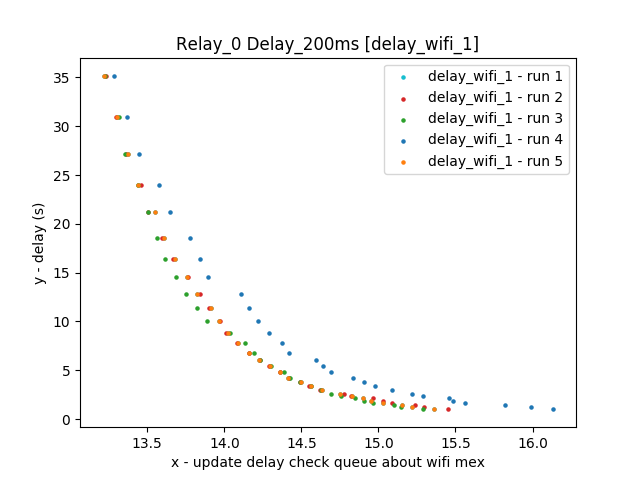 Relay_0 Delay_200ms [delay_wifi_1]
delay_wifi_1 - run 1
delay_wifi_1 - run 2
delay_wifi_1 - run 3
delay_wifi_1 - run 4
delay_wifi_1 - run 5
y - delay (s)
35
30
25
20
15
10
5
0
13.5 14.0 14.5 15.0 15.5 16.0
x - update delay check queue about wifi mex